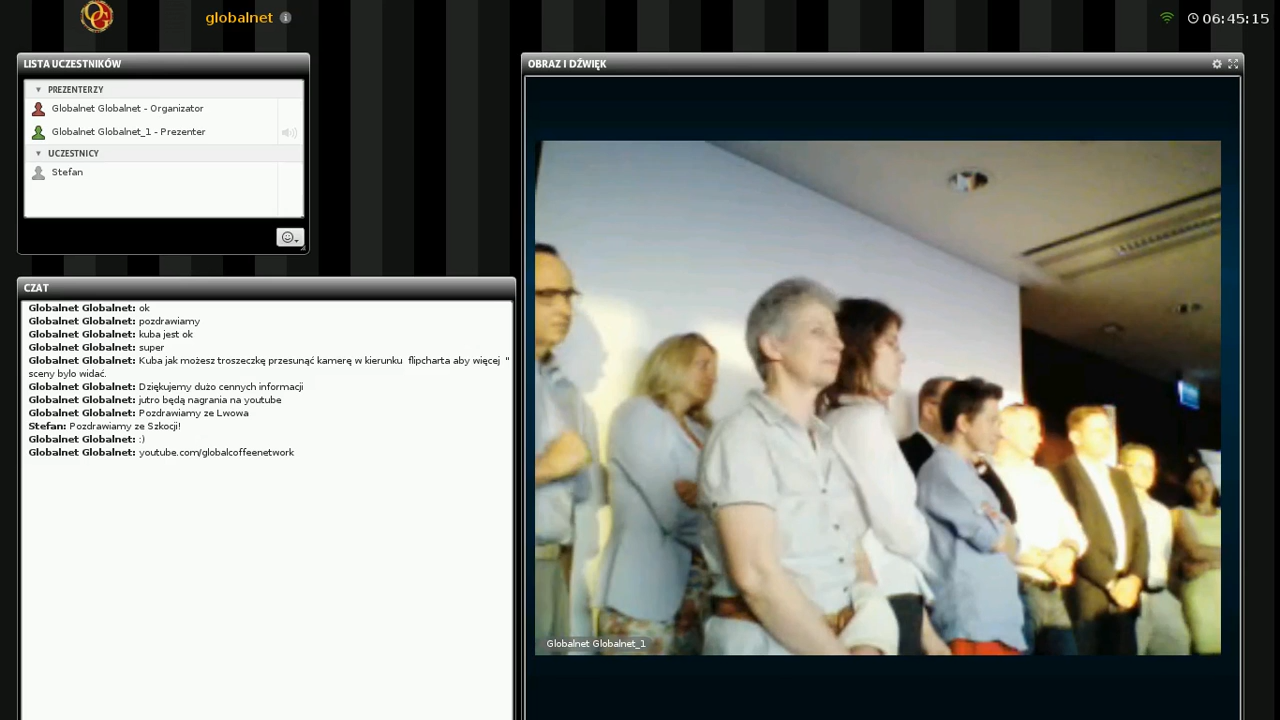 globalnet
06:45:15
LISTA UCZESTNIKÓW
PREZENTERZY
Globalnet Globalnet - Organizator
Globalnet Globalnet_1 - Prezenter
UCZESTNICY
Stefan
CZAT
Globalnet Globalnet: ok
Globalnet Globalnet: pozdrawiamy
Globalnet Globalnet: kuba jest ok
Globalnet Globalnet: super
Globalnet Globalnet: Kuba jak możesz troszeczkę przesunąć kamerę w kierunku flipcharta aby więcej "
sceny bylo widać.
Globalnet Globalnet: Dziękujemy dużo cennych informacji
Globalnet Globalnet: jutro będą nagrania na youtube
Globalnet Globalnet: Pozdrawiamy ze Lwowa
Stefan: Pozdrawiamy ze Szkocji!
Globalnet Globalnet: :)
Globalnet Globalnet: youtube.com/globalcoffeenetwork
OBRAZ I DŹWIĘK
Globalnet Globalnet_1